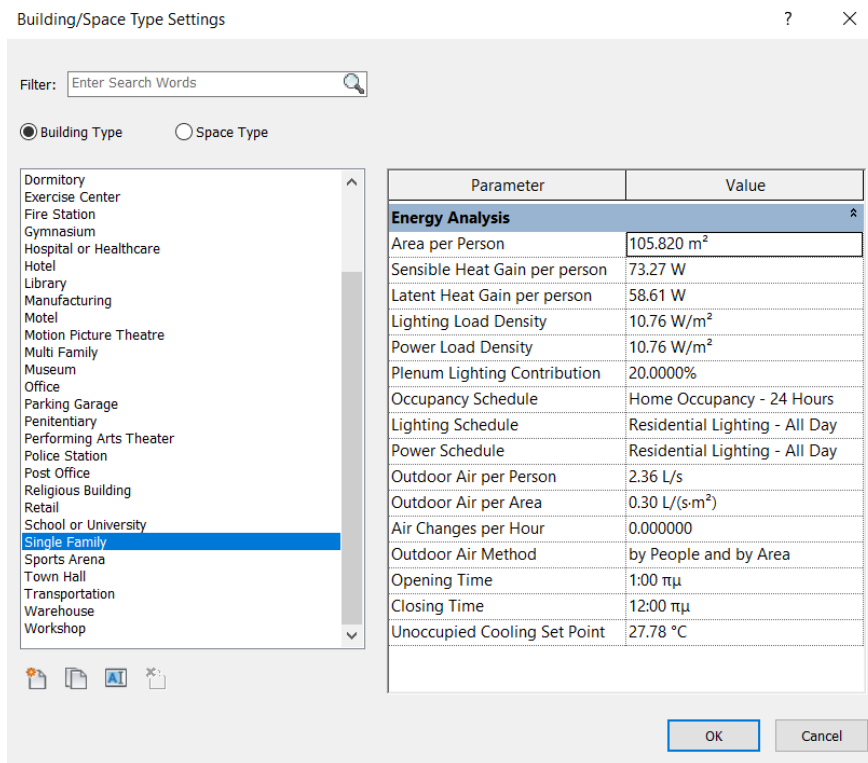 Building/Space Type Settings
?
Filter:
Enter Search Words
Building Type
Space Type
Dormitory
Exercise Center
Fire Station
Gymnasium
Hospital or Healthcare
Hotel
Library
Manufacturing
Motel
Motion Picture Theatre
Multi Family
Museum
Office
Parking Garage
Penitentiary
Performing Arts Theater
Police Station
Post Office
Religious Building
Retail
School or University
Single Family
Sports Arena
Town Hall
Transportation
Warehouse
Workshop
Parameter Value
Energy Analysis
Area per Person 105.820 m²
Sensible Heat Gain per person 73.27 W
Latent Heat Gain per person 58.61 W
Lighting Load Density 10.76 W/m²
Power Load Density 10.76 W/m²
Plenum Lighting Contribution 20.0000%
Occupancy Schedule Home Occupancy - 24 Hours
Lighting Schedule Residential Lighting - All Day
Power Schedule Residential Lighting - All Day
Outdoor Air per Person 2.36 L/s
Outdoor Air per Area 0.30 L/(s·m²)
Air Changes per Hour 0.000000
Outdoor Air Method by People and by Area
Opening Time 1:00 πμ
Closing Time 12:00 πμ
Unoccupied Cooling Set Point 27.78 °C
AI
OK
Cancel